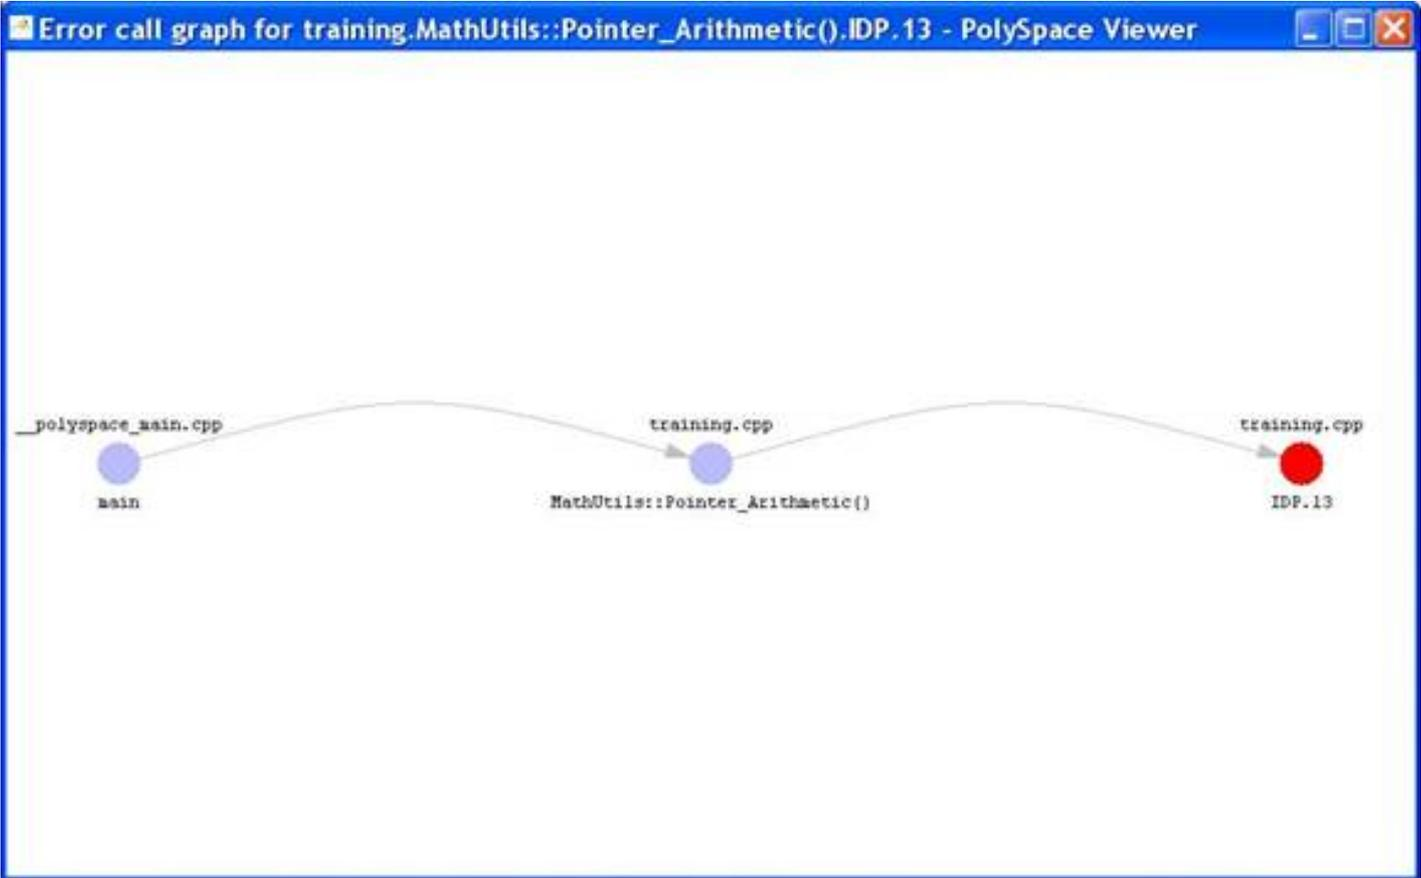 Error call graph for training.MathUtils::Pointer_Arithmetic().IDP.13 - PolySpace Viewer
__polyspace_main.cpp training.cpp training.cpp
main MathUtils::Pointer_Arithmetic() IDP.13